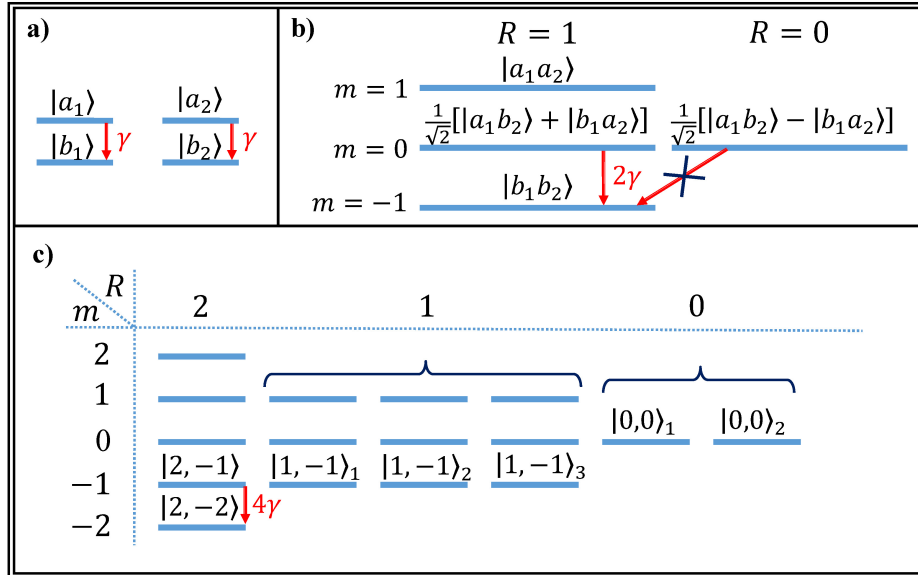 a)
|a₁⟩ |a₂⟩
|b₁⟩ γ |b₂⟩ γ
b) R = 1 R = 0
|a₁a₂⟩
m = 1
1/√2[|a₁b₂⟩ + |b₁a₂⟩] 1/√2[|a₁b₂⟩ − |b₁a₂⟩]
m = 0
2γ
|b₁b₂⟩
m = −1
c)
R
m 2 1 0
2
1
|0,0⟩₁ |0,0⟩₂
0
|2,−1⟩ |1,−1⟩₁ |1,−1⟩₂ |1,−1⟩₃
−1
|2,−2⟩ 4γ
−2